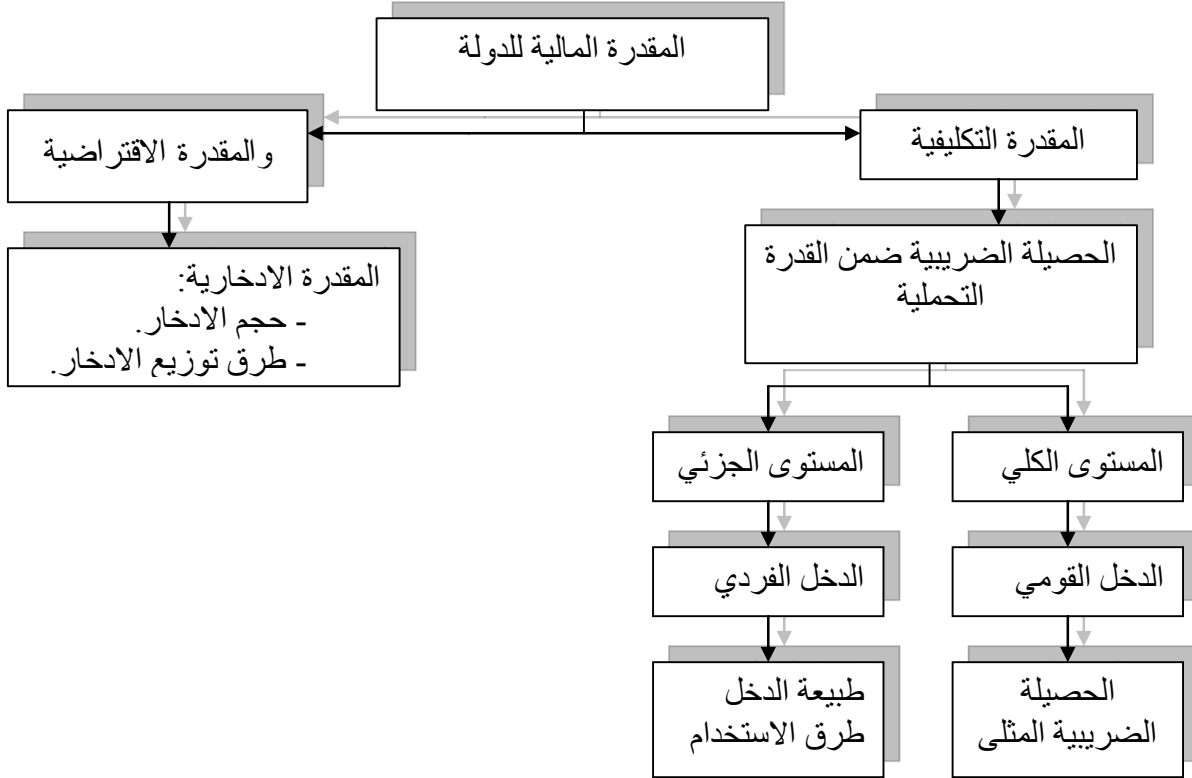 المقدرة المالية للدولة
المقدرة التكليفية
والمقدرة الاقتراضية
الحصيلة الضريبية ضمن القدرة
التحملية
المقدرة الادخارية:
- حجم الادخار.
- طرق توزيع الادخار.
المستوى الكلي
المستوى الجزئي
الدخل القومي
الدخل الفردي
الحصيلة
الضريبية المثلى
طبيعة الدخل
طرق الاستخدام